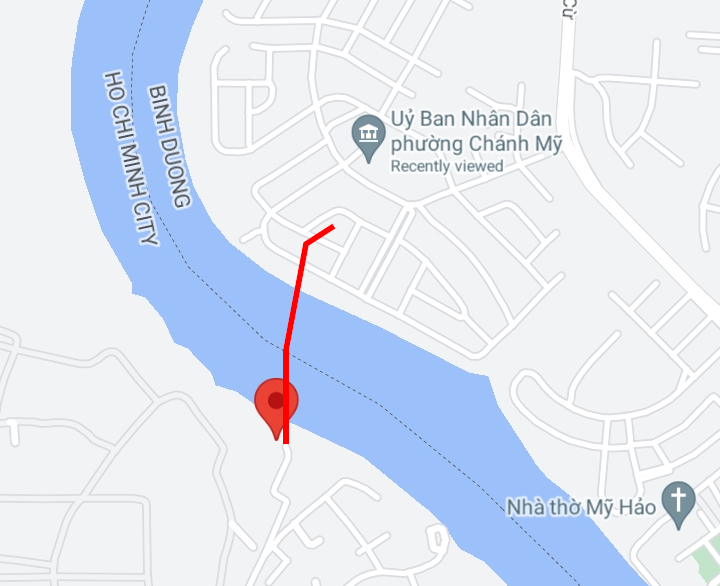 Cừ
BINH DUONG
HO CHI MINH CITY
Uỷ Ban Nhân Dân
phường Chánh Mỹ
Recently viewed
Nhà thờ Mỹ Hảo